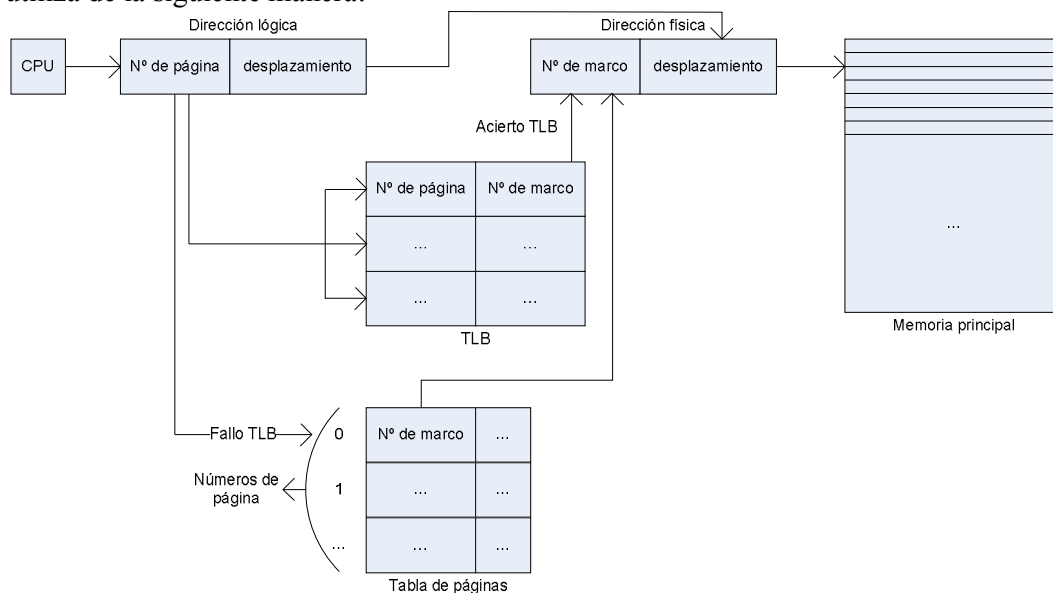 utiliza de la siguiente manera:
Dirección lógica
Dirección física
CPU
Nº de página
desplazamiento
Nº de marco
desplazamiento
Acierto TLB
Nº de página
Nº de marco
...
...
...
...
TLB
...
Memoria principal
Fallo TLB
Números de
página
0
1
...
Nº de marco
...
...
...
...
...
Tabla de páginas